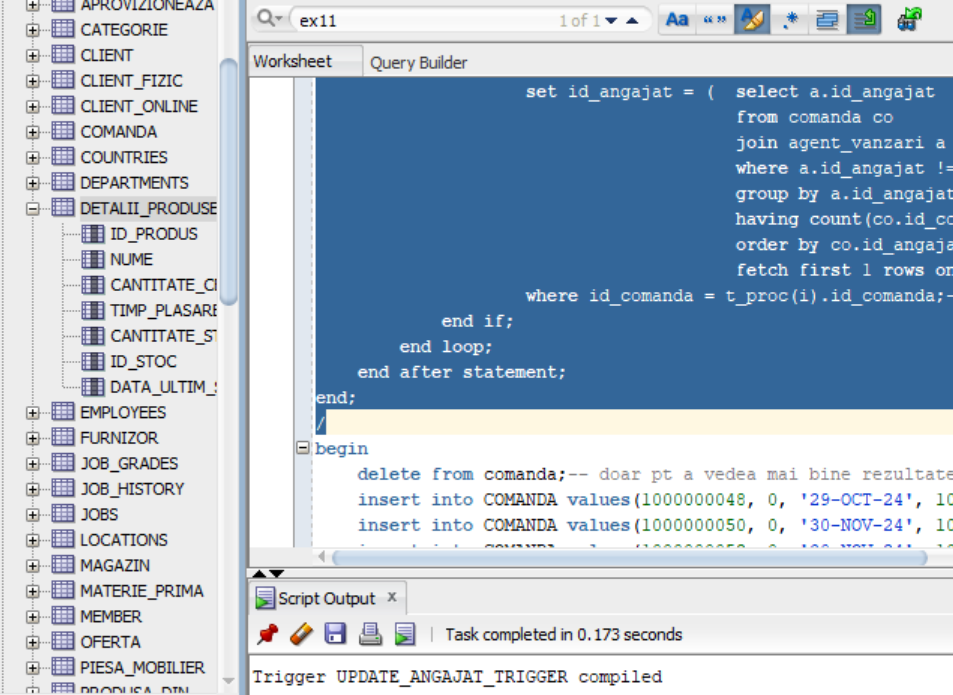 APROVIZIONEAZA
CATEGORIE
CLIENT
CLIENT_FIZIC
CLIENT_ONLINE
COMANDA
COUNTRIES
DEPARTMENTS
DETALII_PRODUSE
ID_PRODUS
NUME
CANTITATE_C
TIMP_PLASARE
CANTITATE_ST
ID_STOC
DATA_ULTIM_
EMPLOYEES
FURNIZOR
JOB_GRADES
JOB_HISTORY
JOBS
LOCATIONS
MAGAZIN
MATERIE_PRIMA
MEMBER
OFERTA
PIESA_MOBILIER
PRODUSA_DIN
ex11 1 of 1 Aa “ ”
Worksheet Query Builder
set id_angajat = ( select a.id_angajat
from comanda co
join agent_vanzari a
where a.id_angajat !=
group by a.id_angajat
having count(co.id_co
order by co.id_angaja
fetch first 1 rows on
where id_comanda = t_proc(i).id_comanda;-
end if;
end loop;
end after statement;
end;
/
begin
delete from comanda;-- doar pt a vedea mai bine rezultate
insert into COMANDA values(1000000048, 0, '29-OCT-24', 10
insert into COMANDA values(1000000050, 0, '30-NOV-24', 10
Script Output x
Task completed in 0.173 seconds
Trigger UPDATE_ANGAJAT_TRIGGER compiled